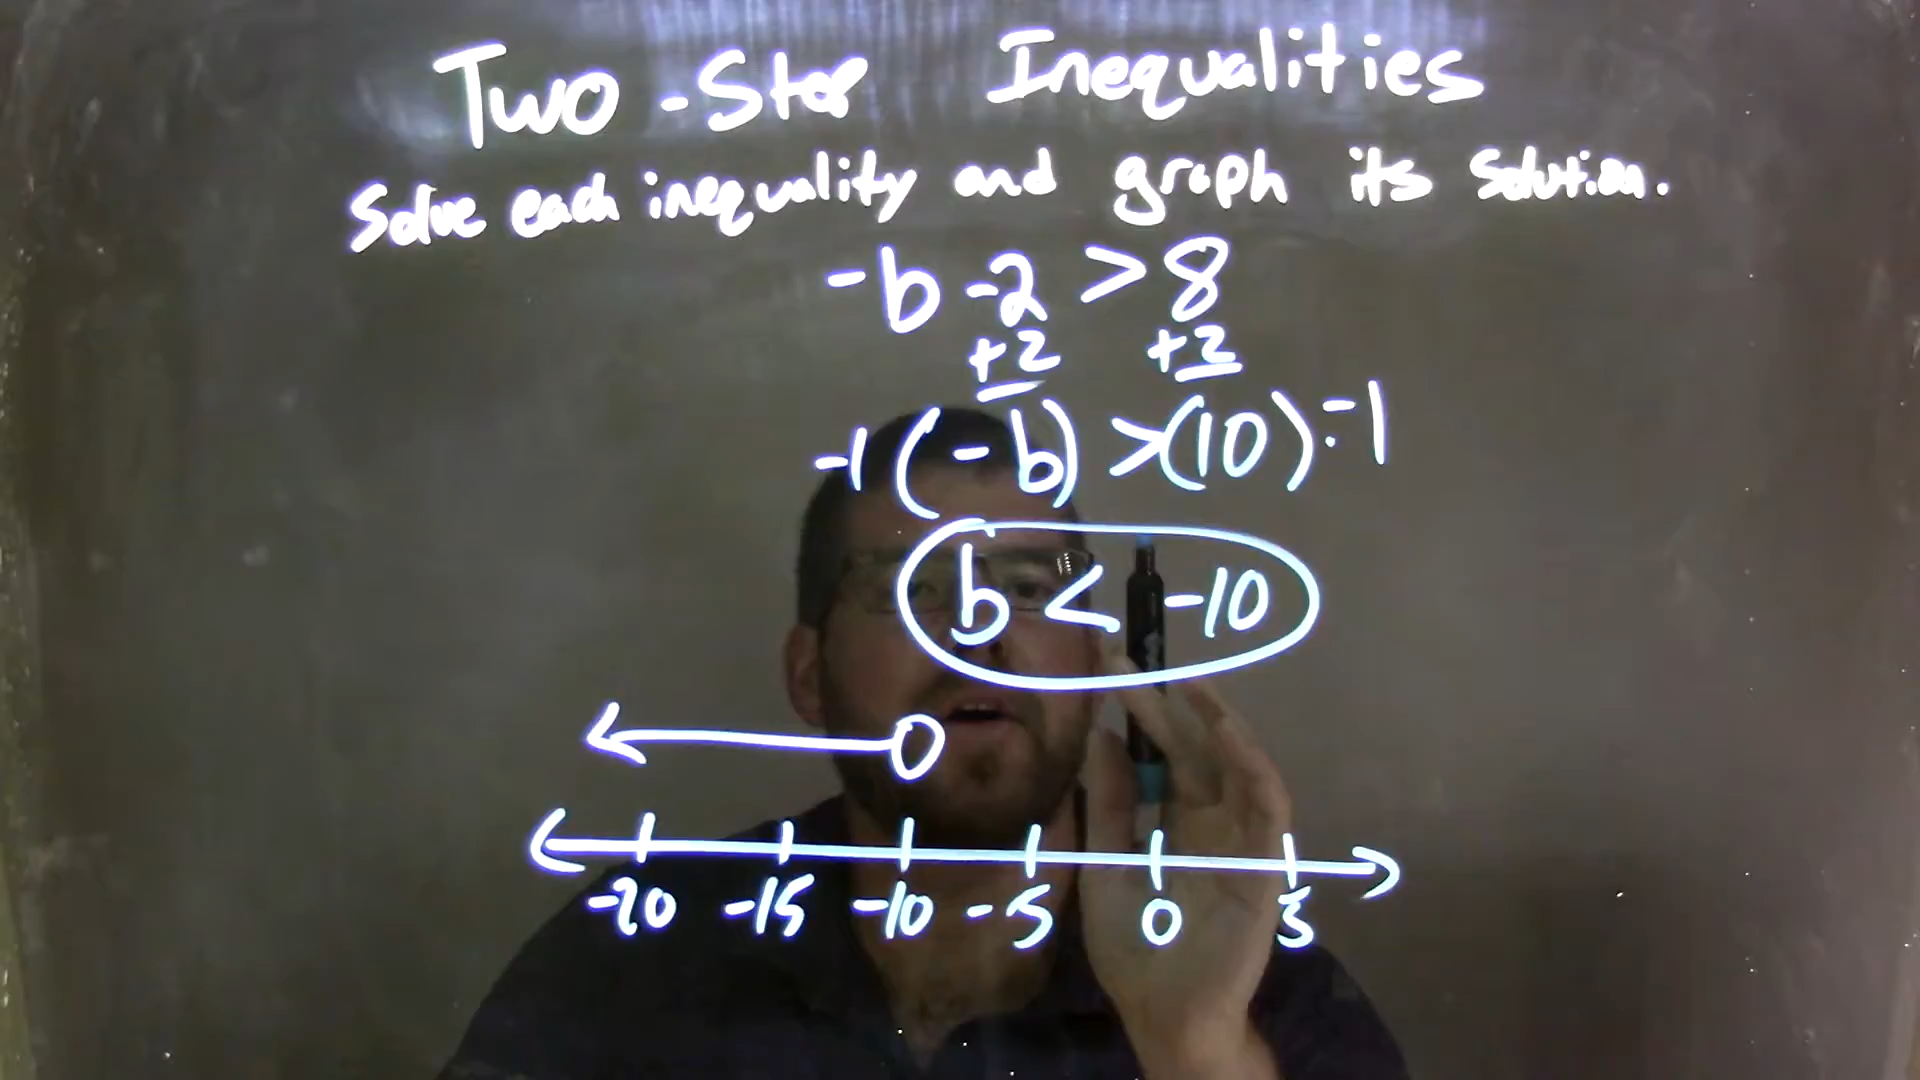 Two-Step Inequalities
Solve each inequality and graph its solution.
-b -2 > 8
+2 +2
-1 (-b) > (10) · -1
b < -10
-20 -15 -10 -5 0 5